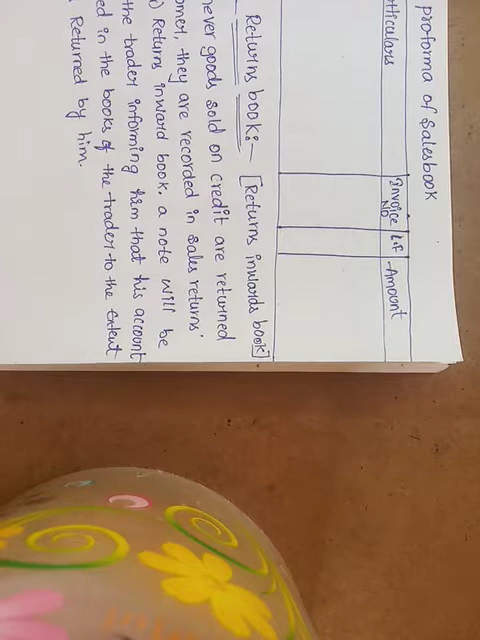 proforma of Salesbook
rticulars Invoice No L.F Amount
Returns book:- [Returns inwards book]
never goods sold on credit are returned
omer, they are recorded in sales returns'
) Returns inward book. a note will be
the trader informing him that his account
ed in the books of the trader to the extent
Returned by him.